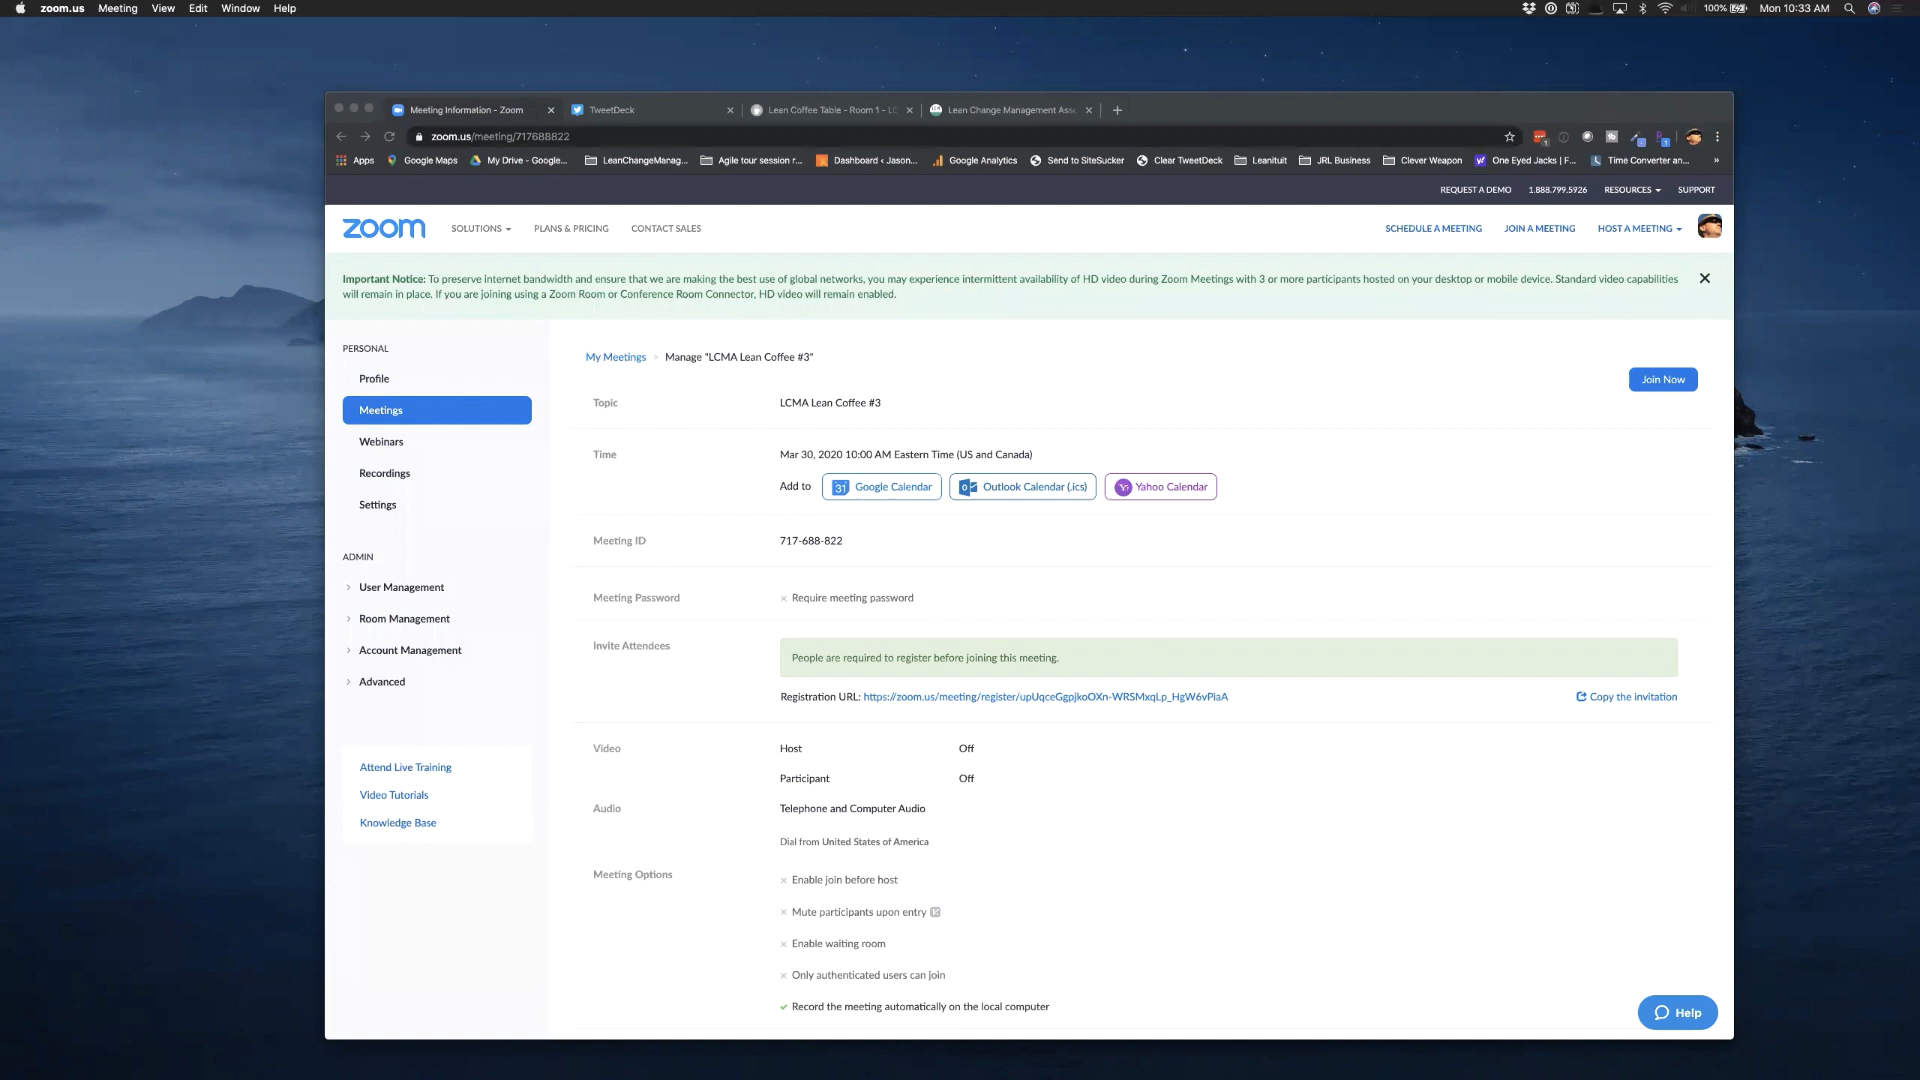 zoom.us Meeting View Edit Window Help
100% Mon 10:33 AM
Meeting Information - Zoom
TweetDeck
Lean Coffee Table - Room 1 - LC
Lean Change Management Ass
zoom.us/meeting/717688822
Apps Google Maps My Drive - Google... LeanChangeManag... Agile tour session r... Dashboard ‹ Jason... Google Analytics Send to SiteSucker Clear TweetDeck Leanituit JRL Business Clever Weapon One Eyed Jacks | F... Time Converter an... »
REQUEST A DEMO 1.888.799.5926 RESOURCES SUPPORT
zoom SOLUTIONS PLANS & PRICING CONTACT SALES SCHEDULE A MEETING JOIN A MEETING HOST A MEETING
Important Notice: To preserve internet bandwidth and ensure that we are making the best use of global networks, you may experience intermittent availability of HD video during Zoom Meetings with 3 or more participants hosted on your desktop or mobile device. Standard video capabilities
will remain in place. If you are joining using a Zoom Room or Conference Room Connector, HD video will remain enabled.
PERSONAL
Profile
Meetings
Webinars
Recordings
Settings
ADMIN
User Management
Room Management
Account Management
Advanced
Attend Live Training
Video Tutorials
Knowledge Base
My Meetings > Manage "LCMA Lean Coffee #3"
Join Now
Topic LCMA Lean Coffee #3
Time Mar 30, 2020 10:00 AM Eastern Time (US and Canada)
Add to 31 Google Calendar Outlook Calendar (.ics) Yahoo Calendar
Meeting ID 717-688-822
Meeting Password × Require meeting password
Invite Attendees
People are required to register before joining this meeting.
Registration URL: https://zoom.us/meeting/register/upUqceGgpjkoOXn-WRSMxqLp_HgW6vPiaA Copy the invitation
Video Host Off
Participant Off
Audio Telephone and Computer Audio
Dial from United States of America
Meeting Options
× Enable join before host
× Mute participants upon entry
× Enable waiting room
× Only authenticated users can join
✓ Record the meeting automatically on the local computer
Help